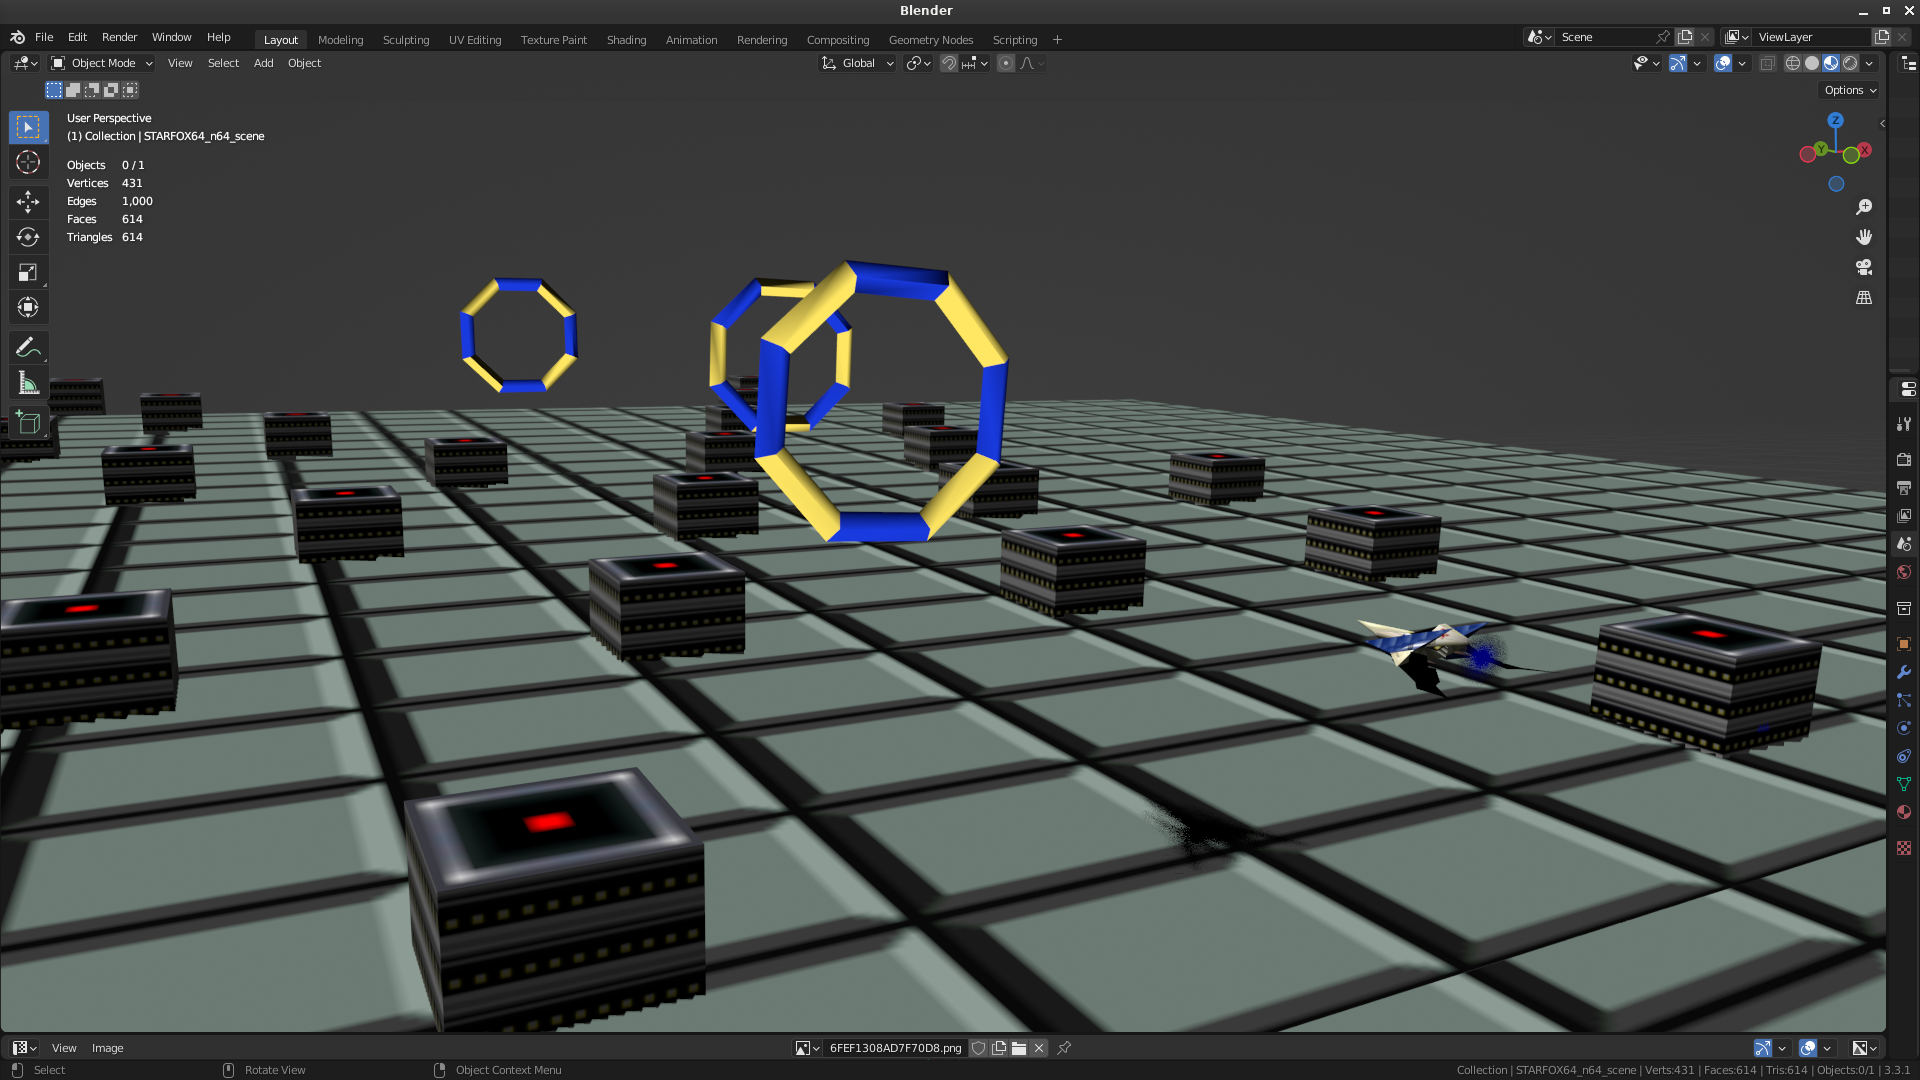 Blender
File Edit Render Window Help
Layout Modeling Sculpting UV Editing Texture Paint Shading Animation Rendering Compositing Geometry Nodes Scripting +
Scene
ViewLayer
Object Mode View Select Add Object
Global
Options
User Perspective
(1) Collection | STARFOX64_n64_scene
Objects 0 / 1
Vertices 431
Edges 1,000
Faces 614
Triangles 614
Z
Y
X
View Image
6FEF1308AD7F70D8.png
Select Rotate View Object Context Menu
Collection | STARFOX64_n64_scene | Verts:431 | Faces:614 | Tris:614 | Objects:0/1 | 3.3.1